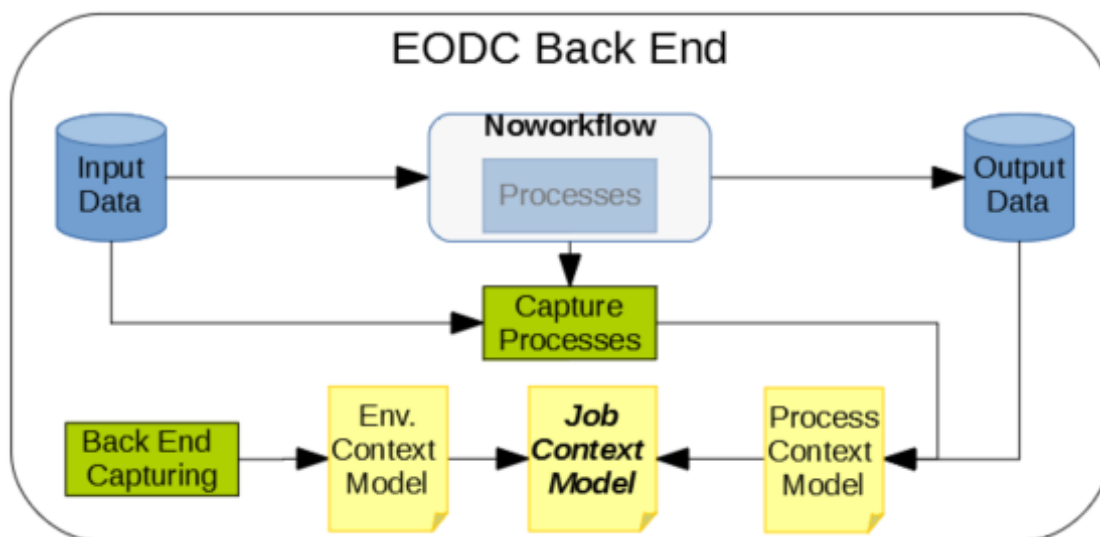 EODC Back End
Noworkflow
Input
Data
Processes
Output
Data
Capture
Processes
Back End
Capturing
Env.
Context
Model
Job
Context
Model
Process
Context
Model